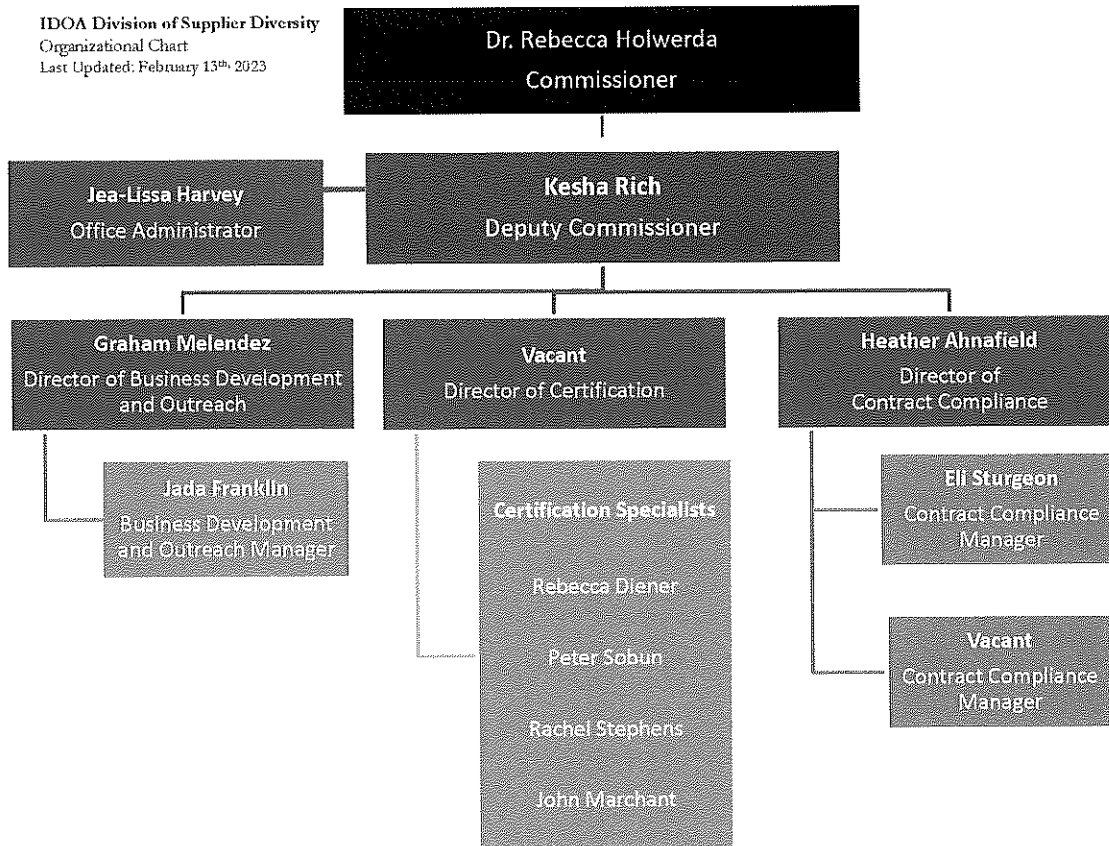 IDOA Division of Supplier Diversity
Organizational Chart
Last Updated: February 13th, 2023
Dr. Rebecca Holwerda
Commissioner
Jea-Lissa Harvey
Office Administrator
Kesha Rich
Deputy Commissioner
Graham Melendez
Director of Business Development
and Outreach
Vacant
Director of Certification
Heather Ahnafield
Director of
Contract Compliance
Jada Franklin
Business Development
and Outreach Manager
Certification Specialists
Rebecca Diener
Peter Sobun
Rachel Stephens
John Marchant
Eli Sturgeon
Contract Compliance
Manager
Vacant
Contract Compliance
Manager